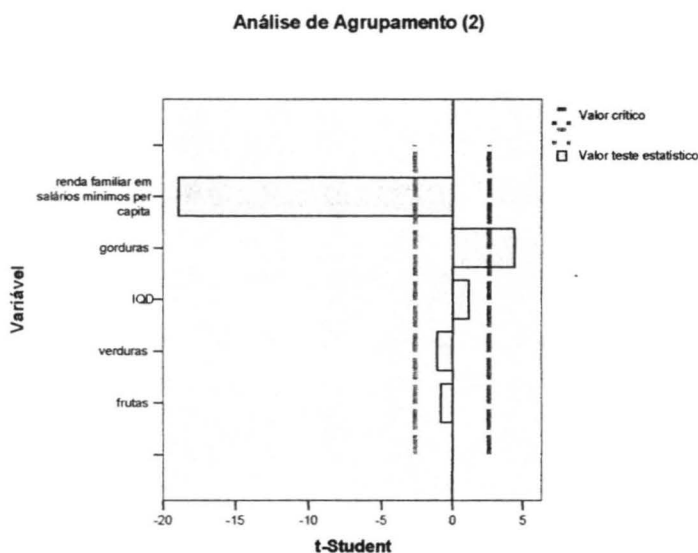 Análise de Agrupamento (2)
Valor crítico
Valor teste estatístico
Variável
renda familiar em
salários mínimos per
capita
gorduras
IQD
verduras
frutas
-20
-15
-10
-5
0
5
t-Student